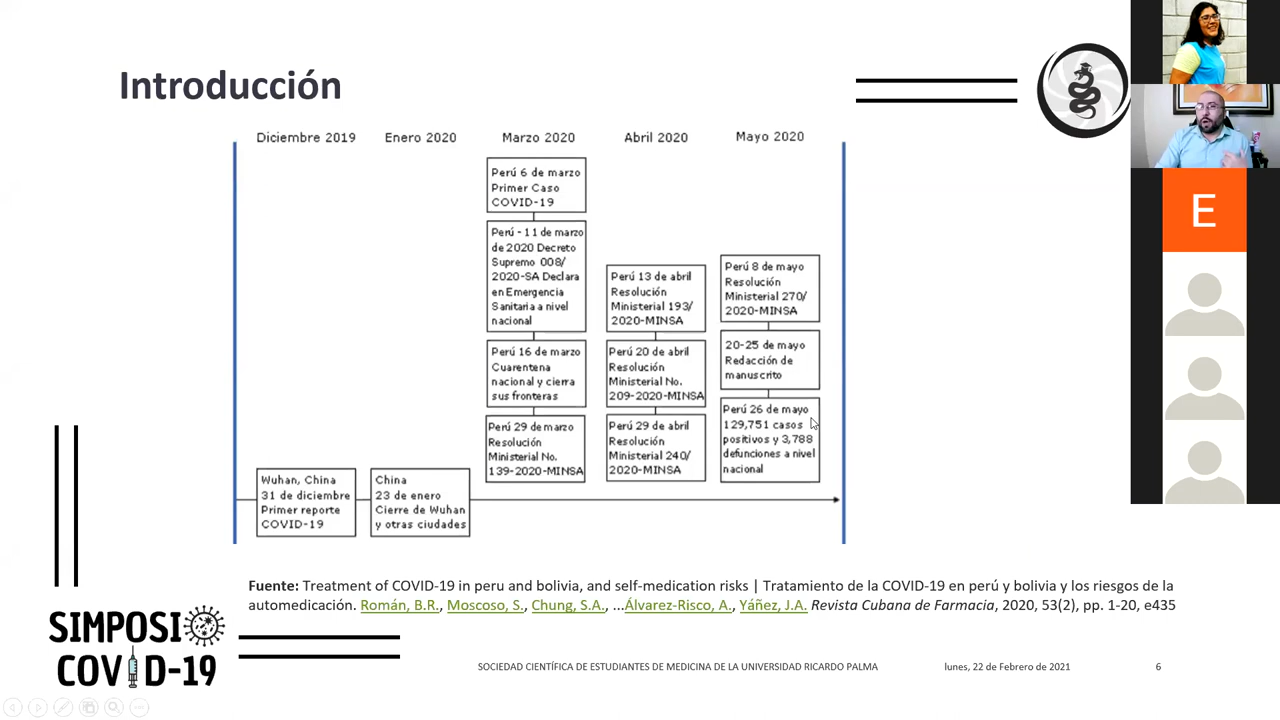 Introducción
Diciembre 2019
Enero 2020
Marzo 2020
Abril 2020
Mayo 2020
Perú 6 de marzo
Primer Caso
COVID-19
Perú - 11 de marzo
de 2020 Decreto
Supremo 008/
2020-SA Declara
en Emergencia
Sanitaria a nivel
nacional
Perú 16 de marzo
Cuarentena
nacional y cierra
sus fronteras
Perú 29 de marzo
Resolución
Ministerial No.
139-2020-MINSA
Perú 13 de abril
Resolución
Ministerial 193/
2020-MINSA
Perú 20 de abril
Resolución
Ministerial No.
209-2020-MINSA
Perú 29 de abril
Resolución
Ministerial 240/
2020-MINSA
Perú 8 de mayo
Resolución
Ministerial 270/
2020-MINSA
20-25 de mayo
Redacción de
manuscrito
Perú 26 de mayo
129,751 casos
positivos y 3,788
defunciones a nivel
nacional
Wuhan, China
31 de diciembre
Primer reporte
COVID-19
China
23 de enero
Cierre de Wuhan
y otras ciudades
E
Fuente: Treatment of COVID-19 in peru and bolivia, and self-medication risks | Tratamiento de la COVID-19 en perú y bolivia y los riesgos de la
automedicación. Román, B.R., Moscoso, S., Chung, S.A., ...Álvarez-Risco, A., Yáñez, J.A. Revista Cubana de Farmacia, 2020, 53(2), pp. 1-20, e435
SIMPOSIO
COVID-19
SOCIEDAD CIENTÍFICA DE ESTUDIANTES DE MEDICINA DE LA UNIVERSIDAD RICARDO PALMA
lunes, 22 de Febrero de 2021
6